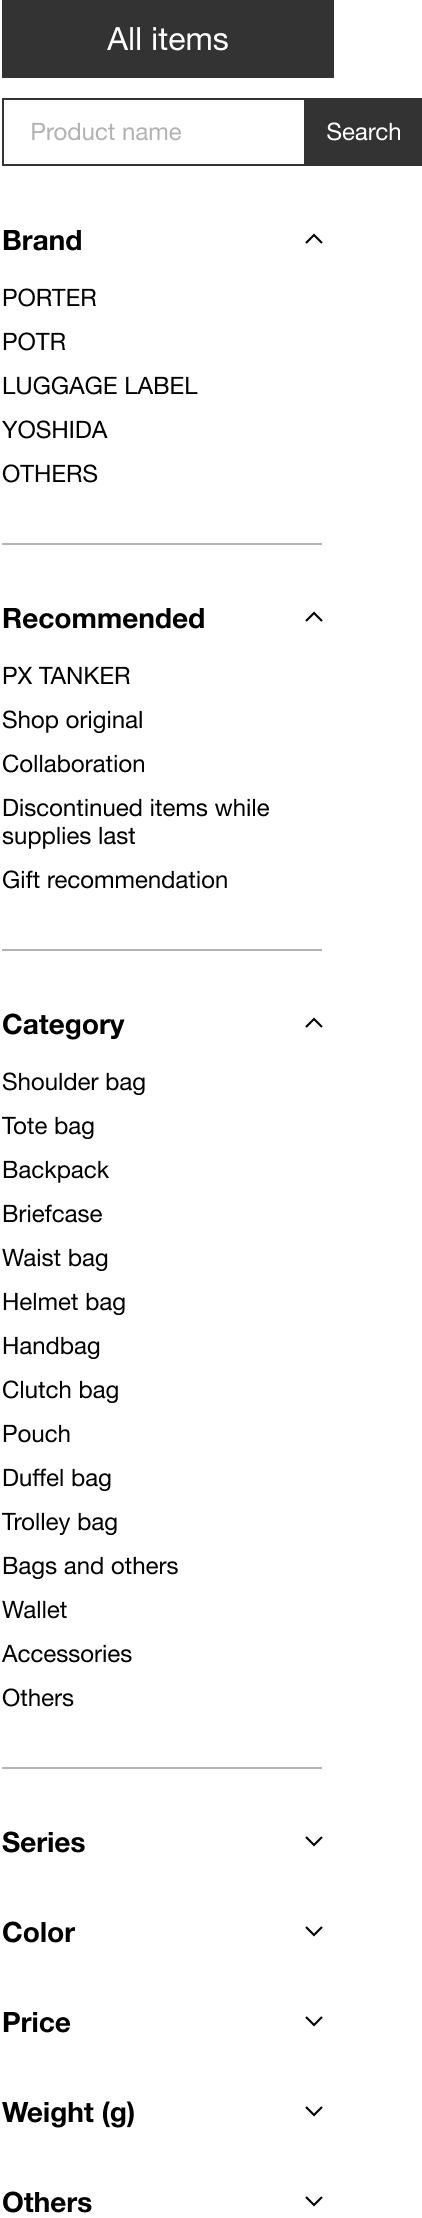 All items
Product name
Search
Brand
PORTER
POTR
LUGGAGE LABEL
YOSHIDA
OTHERS
Recommended
PX TANKER
Shop original
Collaboration
Discontinued items while
supplies last
Gift recommendation
Category
Shoulder bag
Tote bag
Backpack
Briefcase
Waist bag
Helmet bag
Handbag
Clutch bag
Pouch
Duffel bag
Trolley bag
Bags and others
Wallet
Accessories
Others
Series
Color
Price
Weight (g)
Others